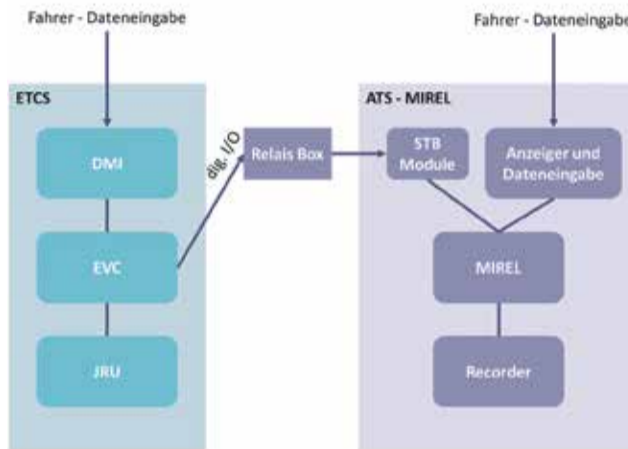 Fahrer - Dateneingabe
Fahrer - Dateneingabe
ETCS
ATS - MIREL
DMI
dig. I/O
Relais Box
STB
Module
Anzeiger und
Dateneingabe
EVC
MIREL
JRU
Recorder